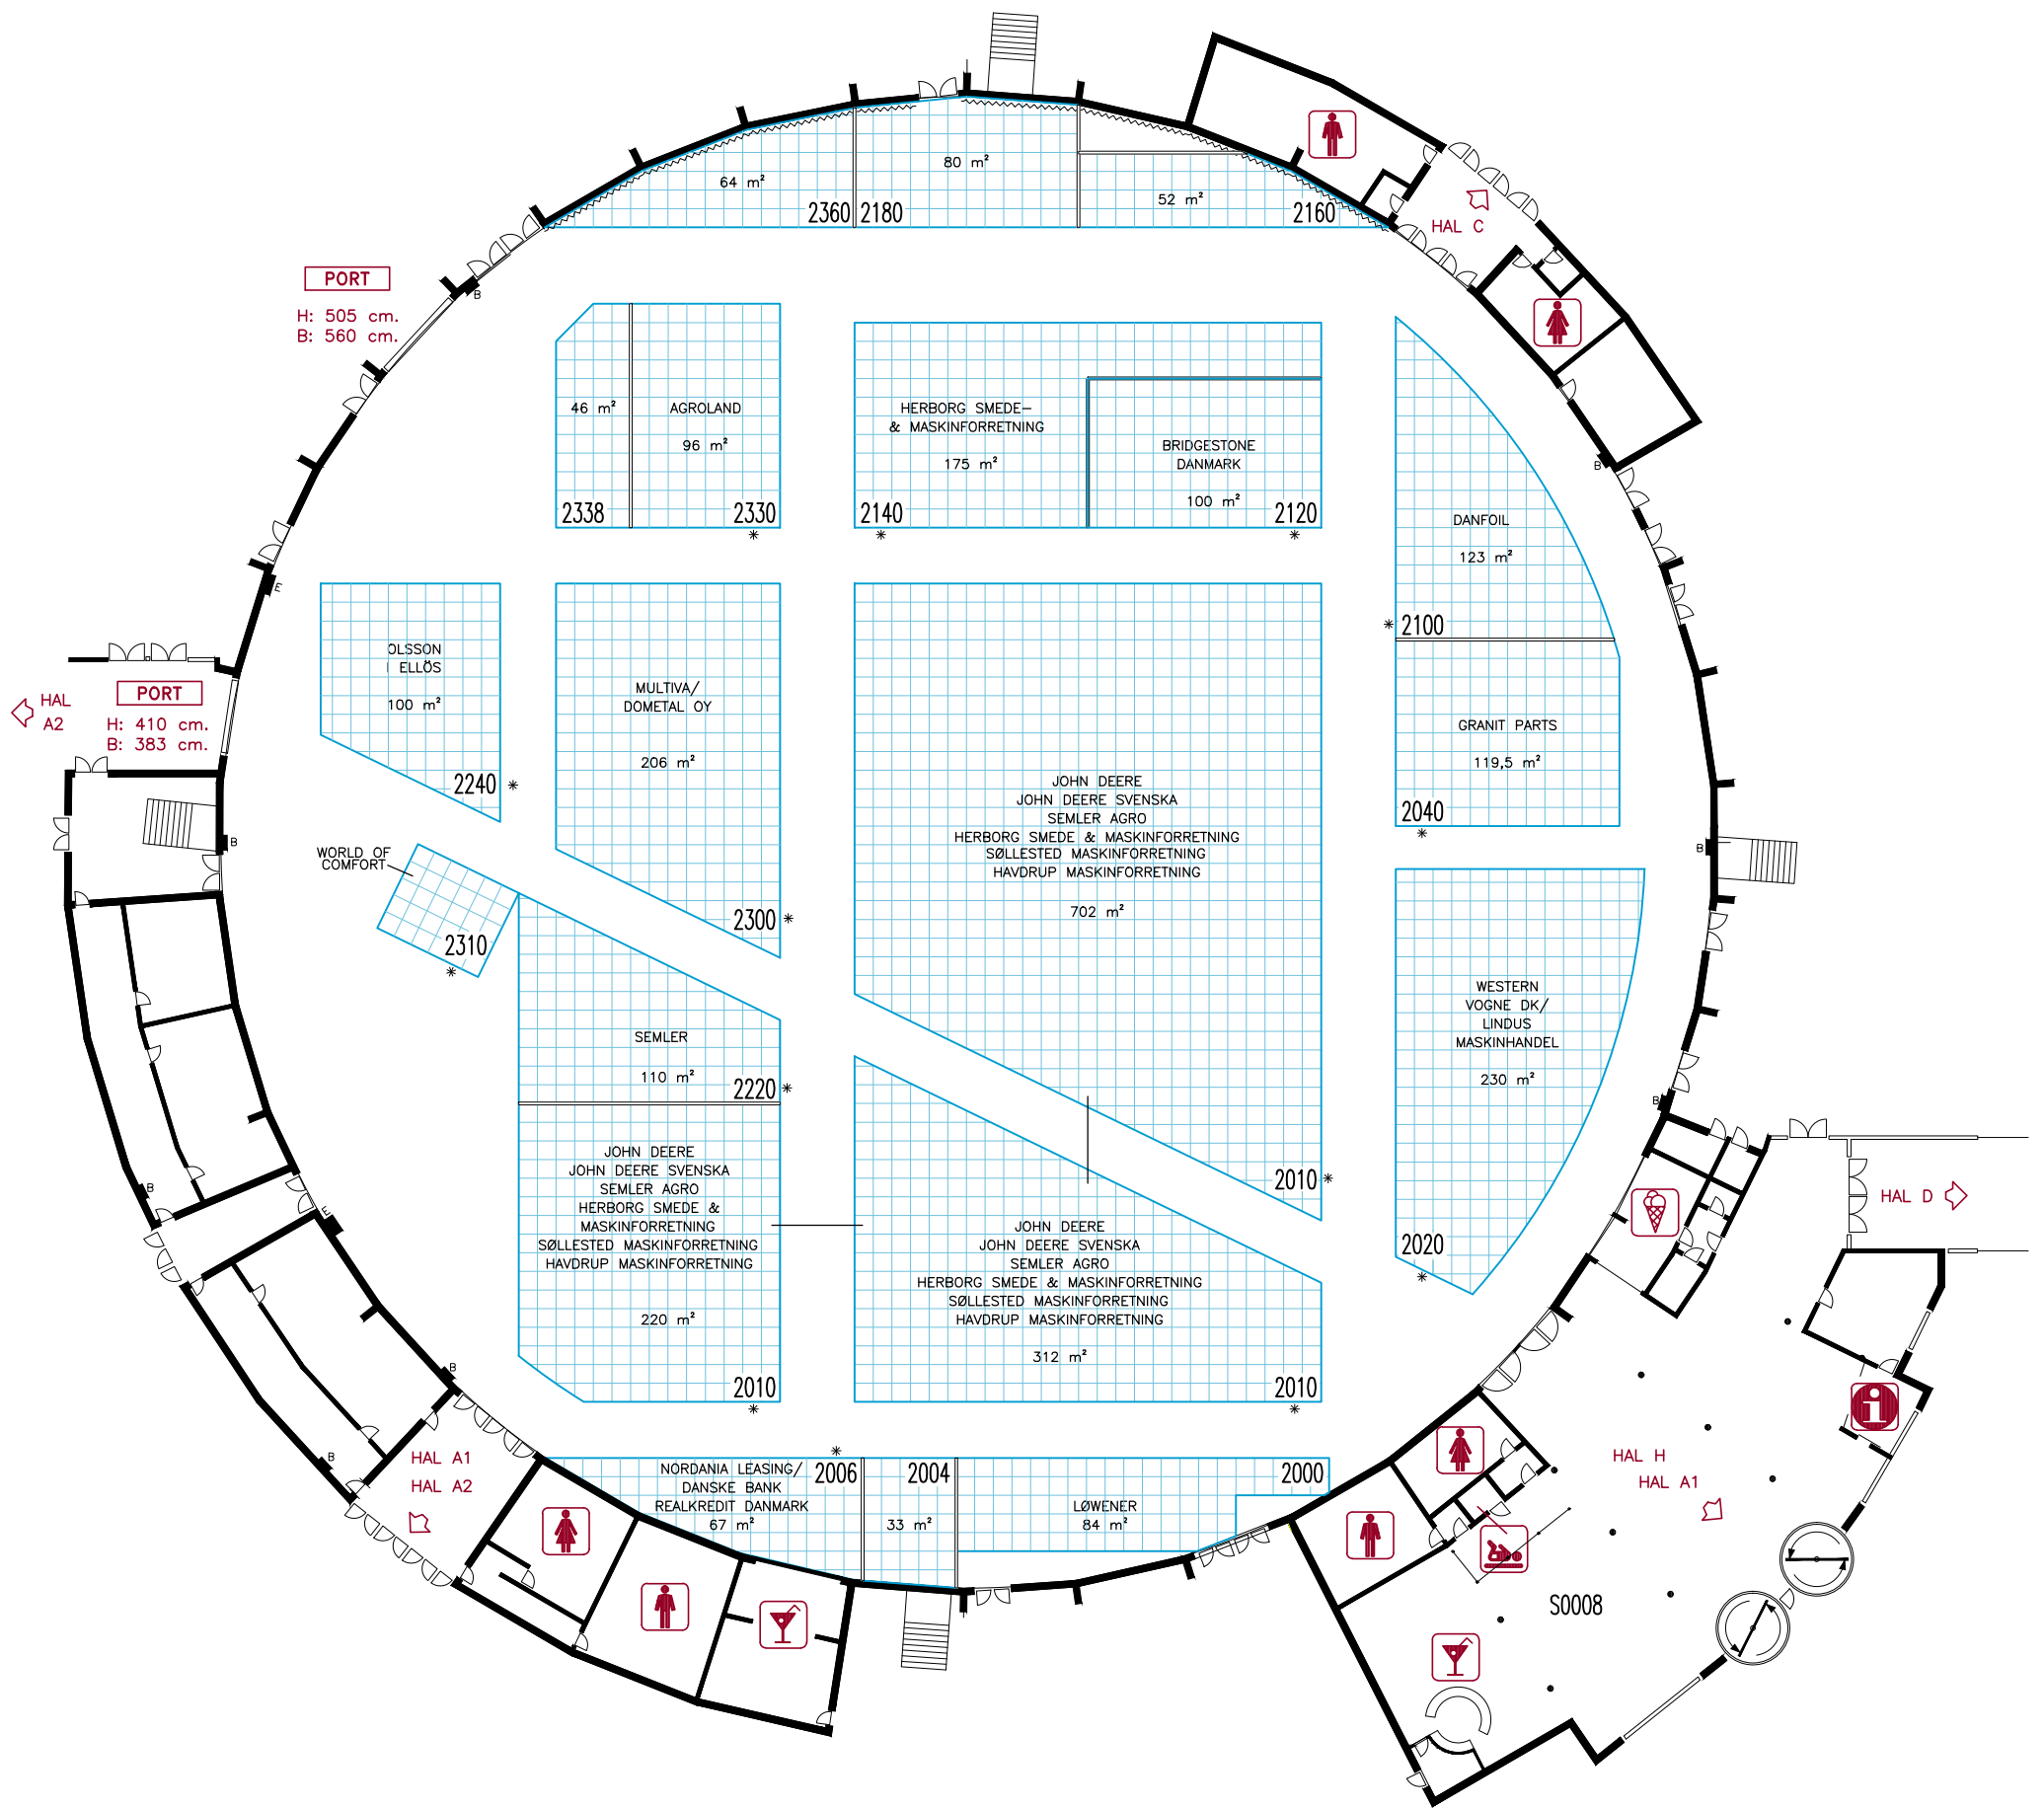 64 m²
80 m²
52 m²
2360
2180
2160
HAL C
PORT
H: 505 cm.
B: 560 cm.
B
46 m²
AGROLAND
96 m²
2338
2330
*
HERBORG SMEDE–
& MASKINFORRETNING
175 m²
2140
*
BRIDGESTONE
DANMARK
100 m²
2120
*
B
DANFOIL
123 m²
* 2100
E
OLSSON
ELLÖS
100 m²
2240 *
MULTIVA/
DOMETAL OY
206 m²
2300 *
HAL
A2
PORT
H: 410 cm.
B: 383 cm.
B
JOHN DEERE
JOHN DEERE SVENSKA
SEMLER AGRO
HERBORG SMEDE & MASKINFORRETNING
SØLLESTED MASKINFORRETNING
HAVDRUP MASKINFORRETNING
702 m²
2010 *
GRANIT PARTS
119,5 m²
2040
*
B
WORLD OF
COMFORT
2310
*
SEMLER
110 m²
2220 *
WESTERN
VOGNE DK/
LINDUS
MASKINHANDEL
230 m²
2020
*
B
JOHN DEERE
JOHN DEERE SVENSKA
SEMLER AGRO
HERBORG SMEDE &
MASKINFORRETNING
SØLLESTED MASKINFORRETNING
HAVDRUP MASKINFORRETNING
220 m²
2010
*
JOHN DEERE
JOHN DEERE SVENSKA
SEMLER AGRO
HERBORG SMEDE & MASKINFORRETNING
SØLLESTED MASKINFORRETNING
HAVDRUP MASKINFORRETNING
312 m²
2010
*
HAL D
B
E
B
B
HAL A1
HAL A2
*
NORDANIA LEASING/
DANSKE BANK
REALKREDIT DANMARK
67 m²
2006
2004
33 m²
LØWENER
84 m²
2000
i
HAL H
HAL A1
S0008